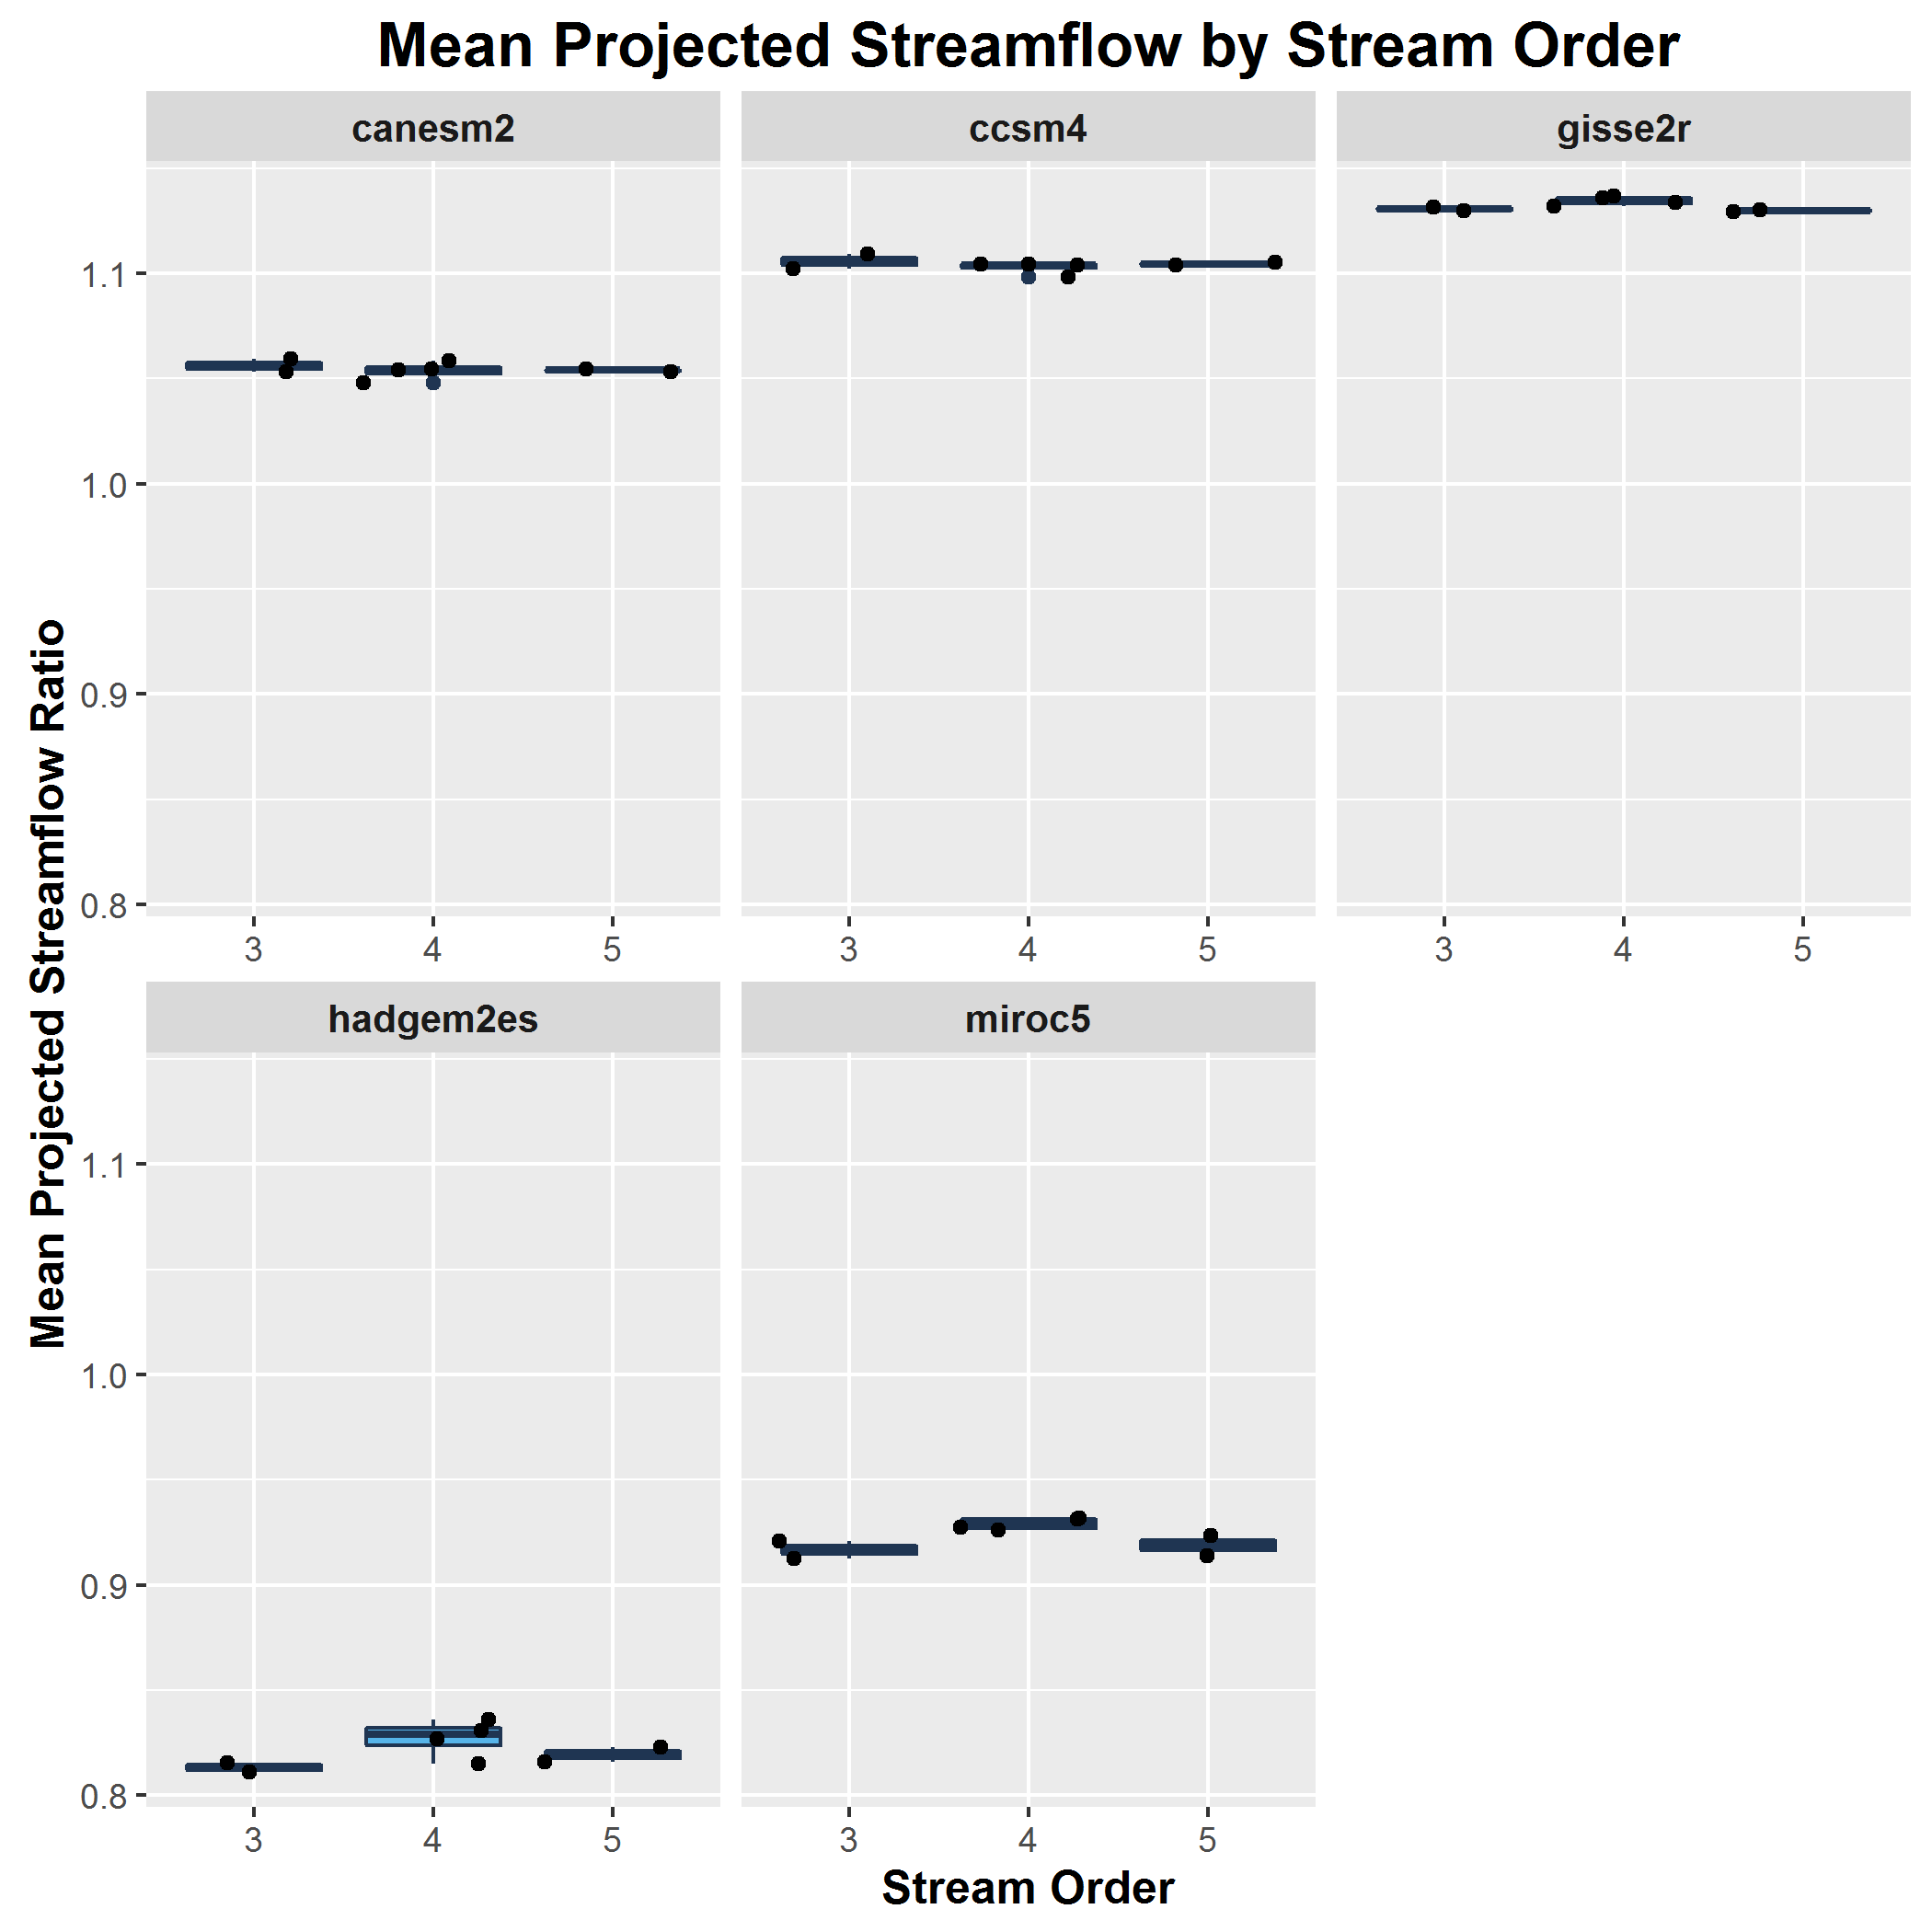 Mean Projected Streamflow by Stream Order
canesm2
ccsm4
gisse2r
1.1
1.0
0.9
0.8
3 4 5
3 4 5
3 4 5
Mean Projected Streamflow Ratio
hadgem2es
miroc5
1.1
1.0
0.9
0.8
3 4 5
3 4 5
Stream Order